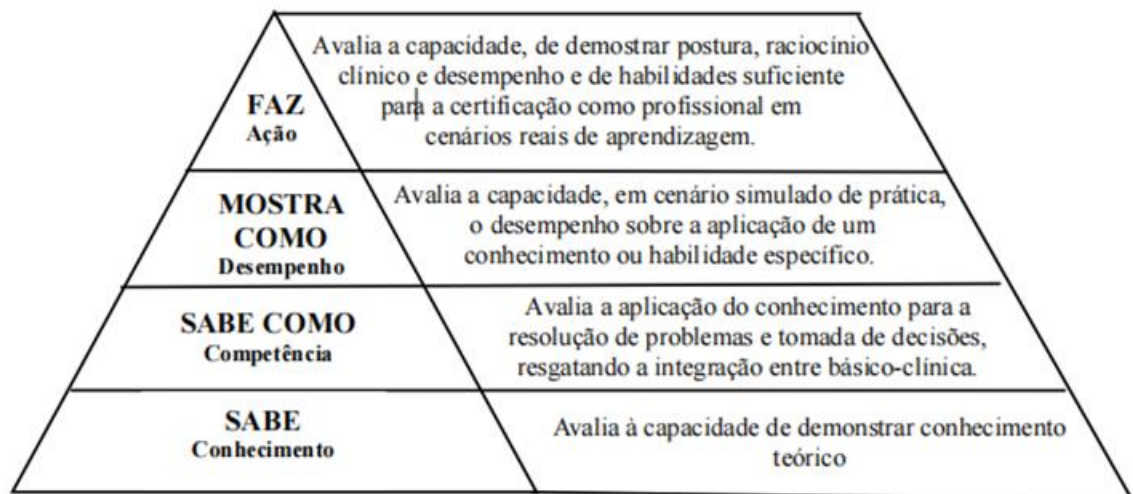 FAZ
Ação
Avalia a capacidade, de demostrar postura, raciocínio
clínico e desempenho e de habilidades suficiente
para a certificação como profissional em
cenários reais de aprendizagem.
MOSTRA
COMO
Desempenho
Avalia a capacidade, em cenário simulado de prática,
o desempenho sobre a aplicação de um
conhecimento ou habilidade específico.
SABE COMO
Competência
Avalia a aplicação do conhecimento para a
resolução de problemas e tomada de decisões,
resgatando a integração entre básico-clínica.
SABE
Conhecimento
Avalia à capacidade de demonstrar conhecimento
teórico